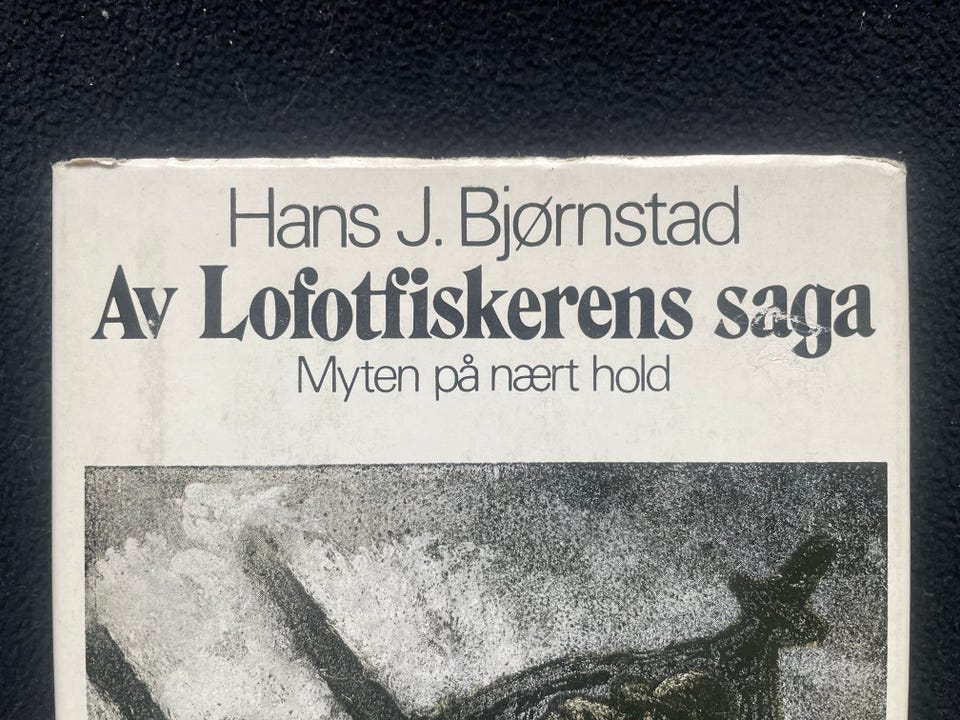 Hans J. Bjørnstad
Av Lofotfiskerens saga
Myten på nært hold